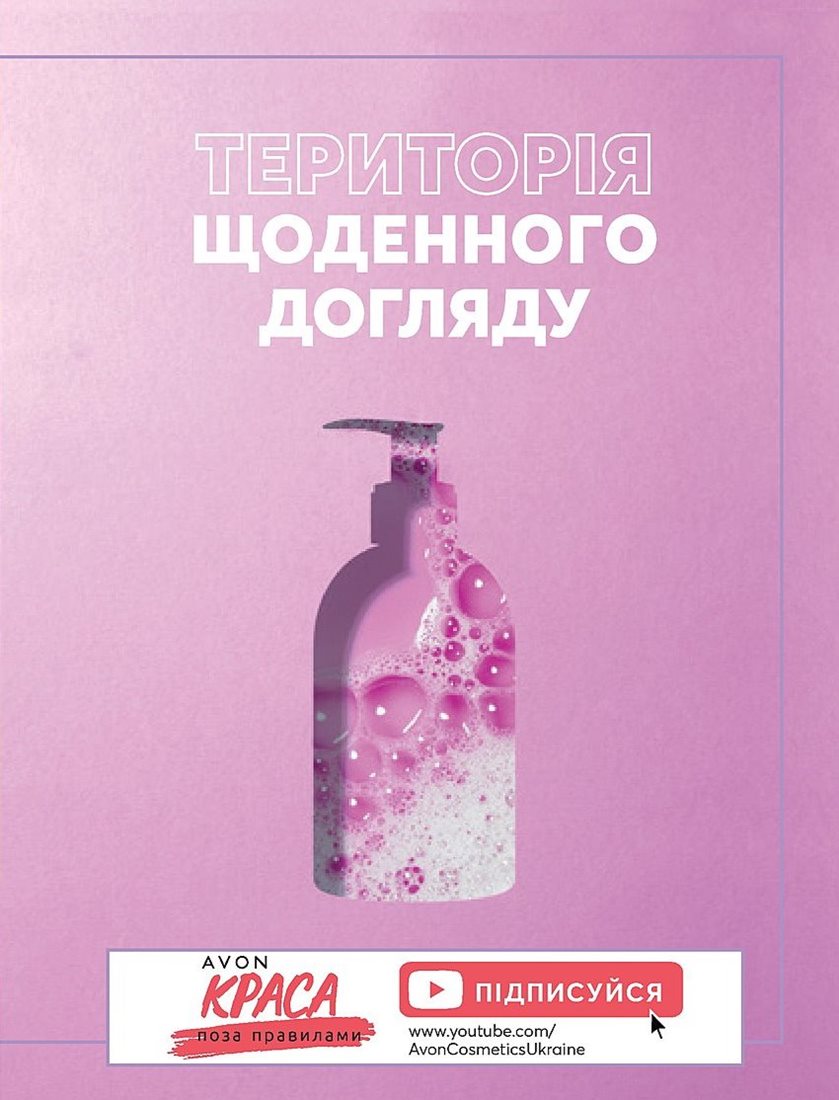 ТЕРИТОРІЯ
ЩОДЕННОГО
ДОГЛЯДУ
AVON
КРАСА
поза правилами
ПІДПИСУЙСЯ
www.youtube.com/
AvonCosmeticsUkraine